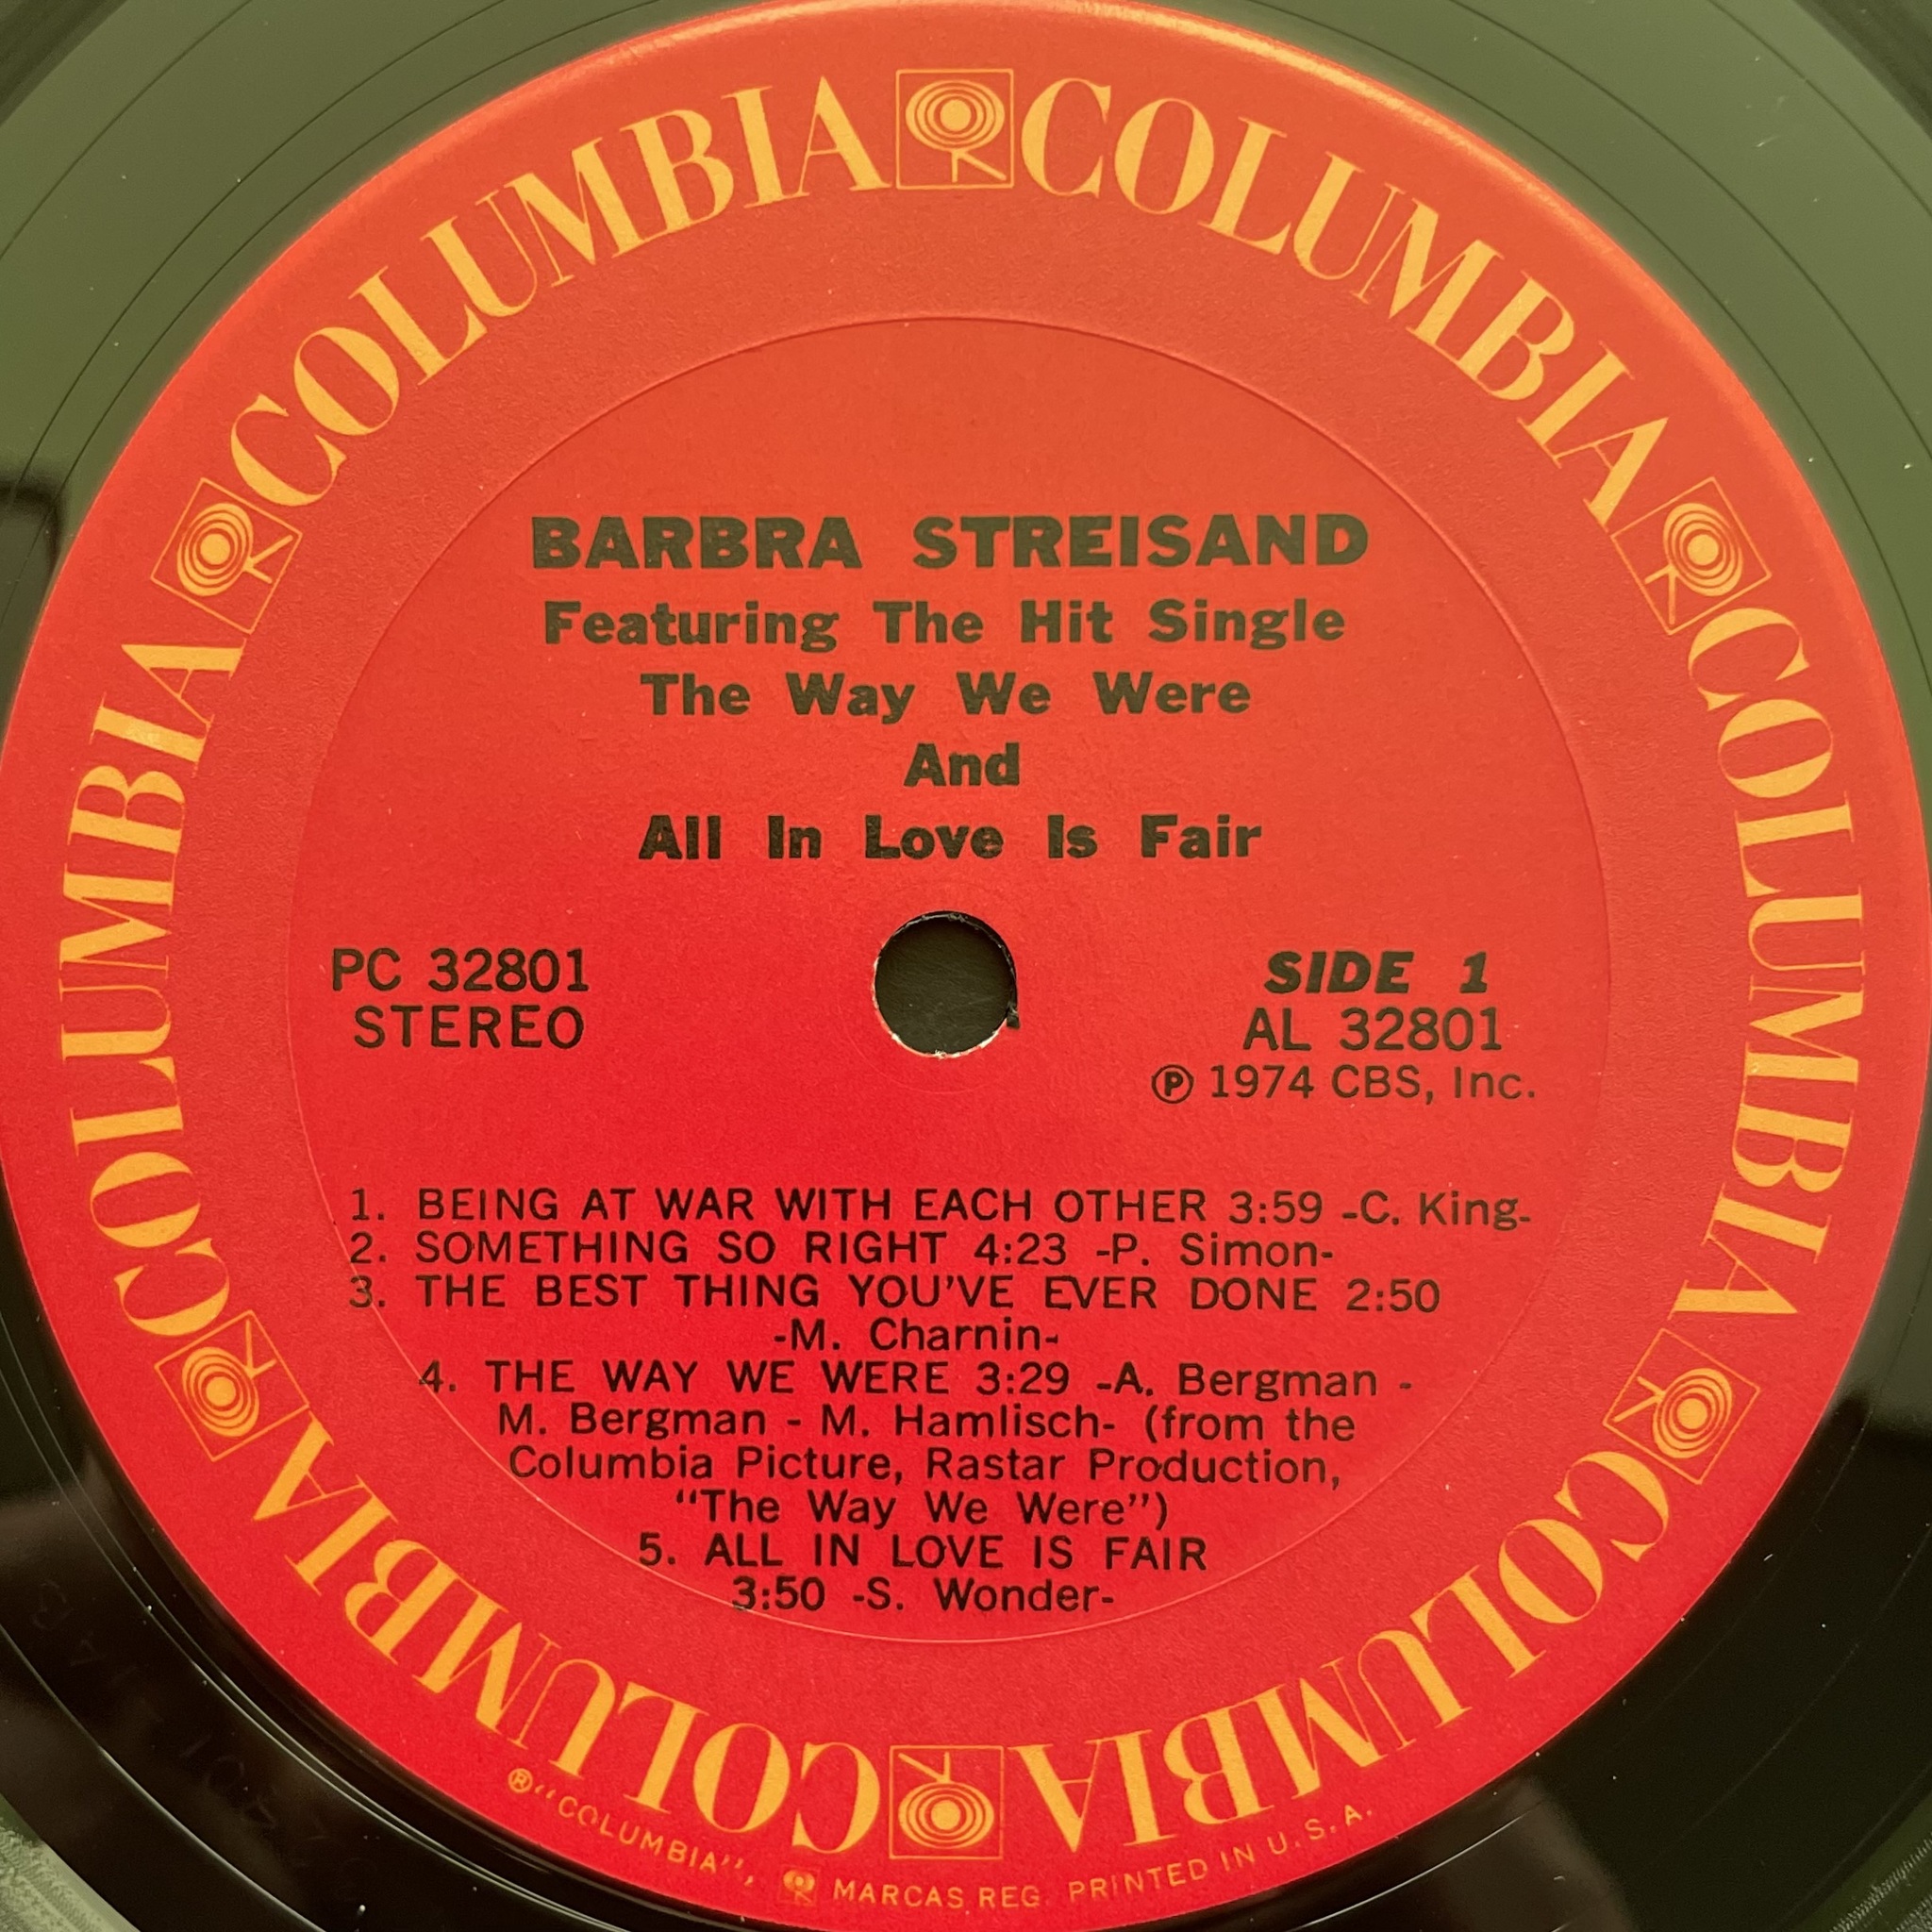 COLUMBIA COLUMBIA COLUMBIA COLUMBIA COLUMBIA COLUMBIA
BARBRA STREISAND
Featuring The Hit Single
The Way We Were
And
All In Love Is Fair
PC 32801
STEREO
SIDE 1
AL 32801
Ⓟ 1974 CBS, Inc.
1. BEING AT WAR WITH EACH OTHER 3:59 -C. King-
2. SOMETHING SO RIGHT 4:23 -P. Simon-
3. THE BEST THING YOU'VE EVER DONE 2:50
-M. Charnin-
4. THE WAY WE WERE 3:29 -A. Bergman -
M. Bergman - M. Hamlisch- (from the
Columbia Picture, Rastar Production,
“The Way We Were”)
5. ALL IN LOVE IS FAIR
3:50 -S. Wonder-
®“COLUMBIA”, MARCAS REG. PRINTED IN U.S.A.